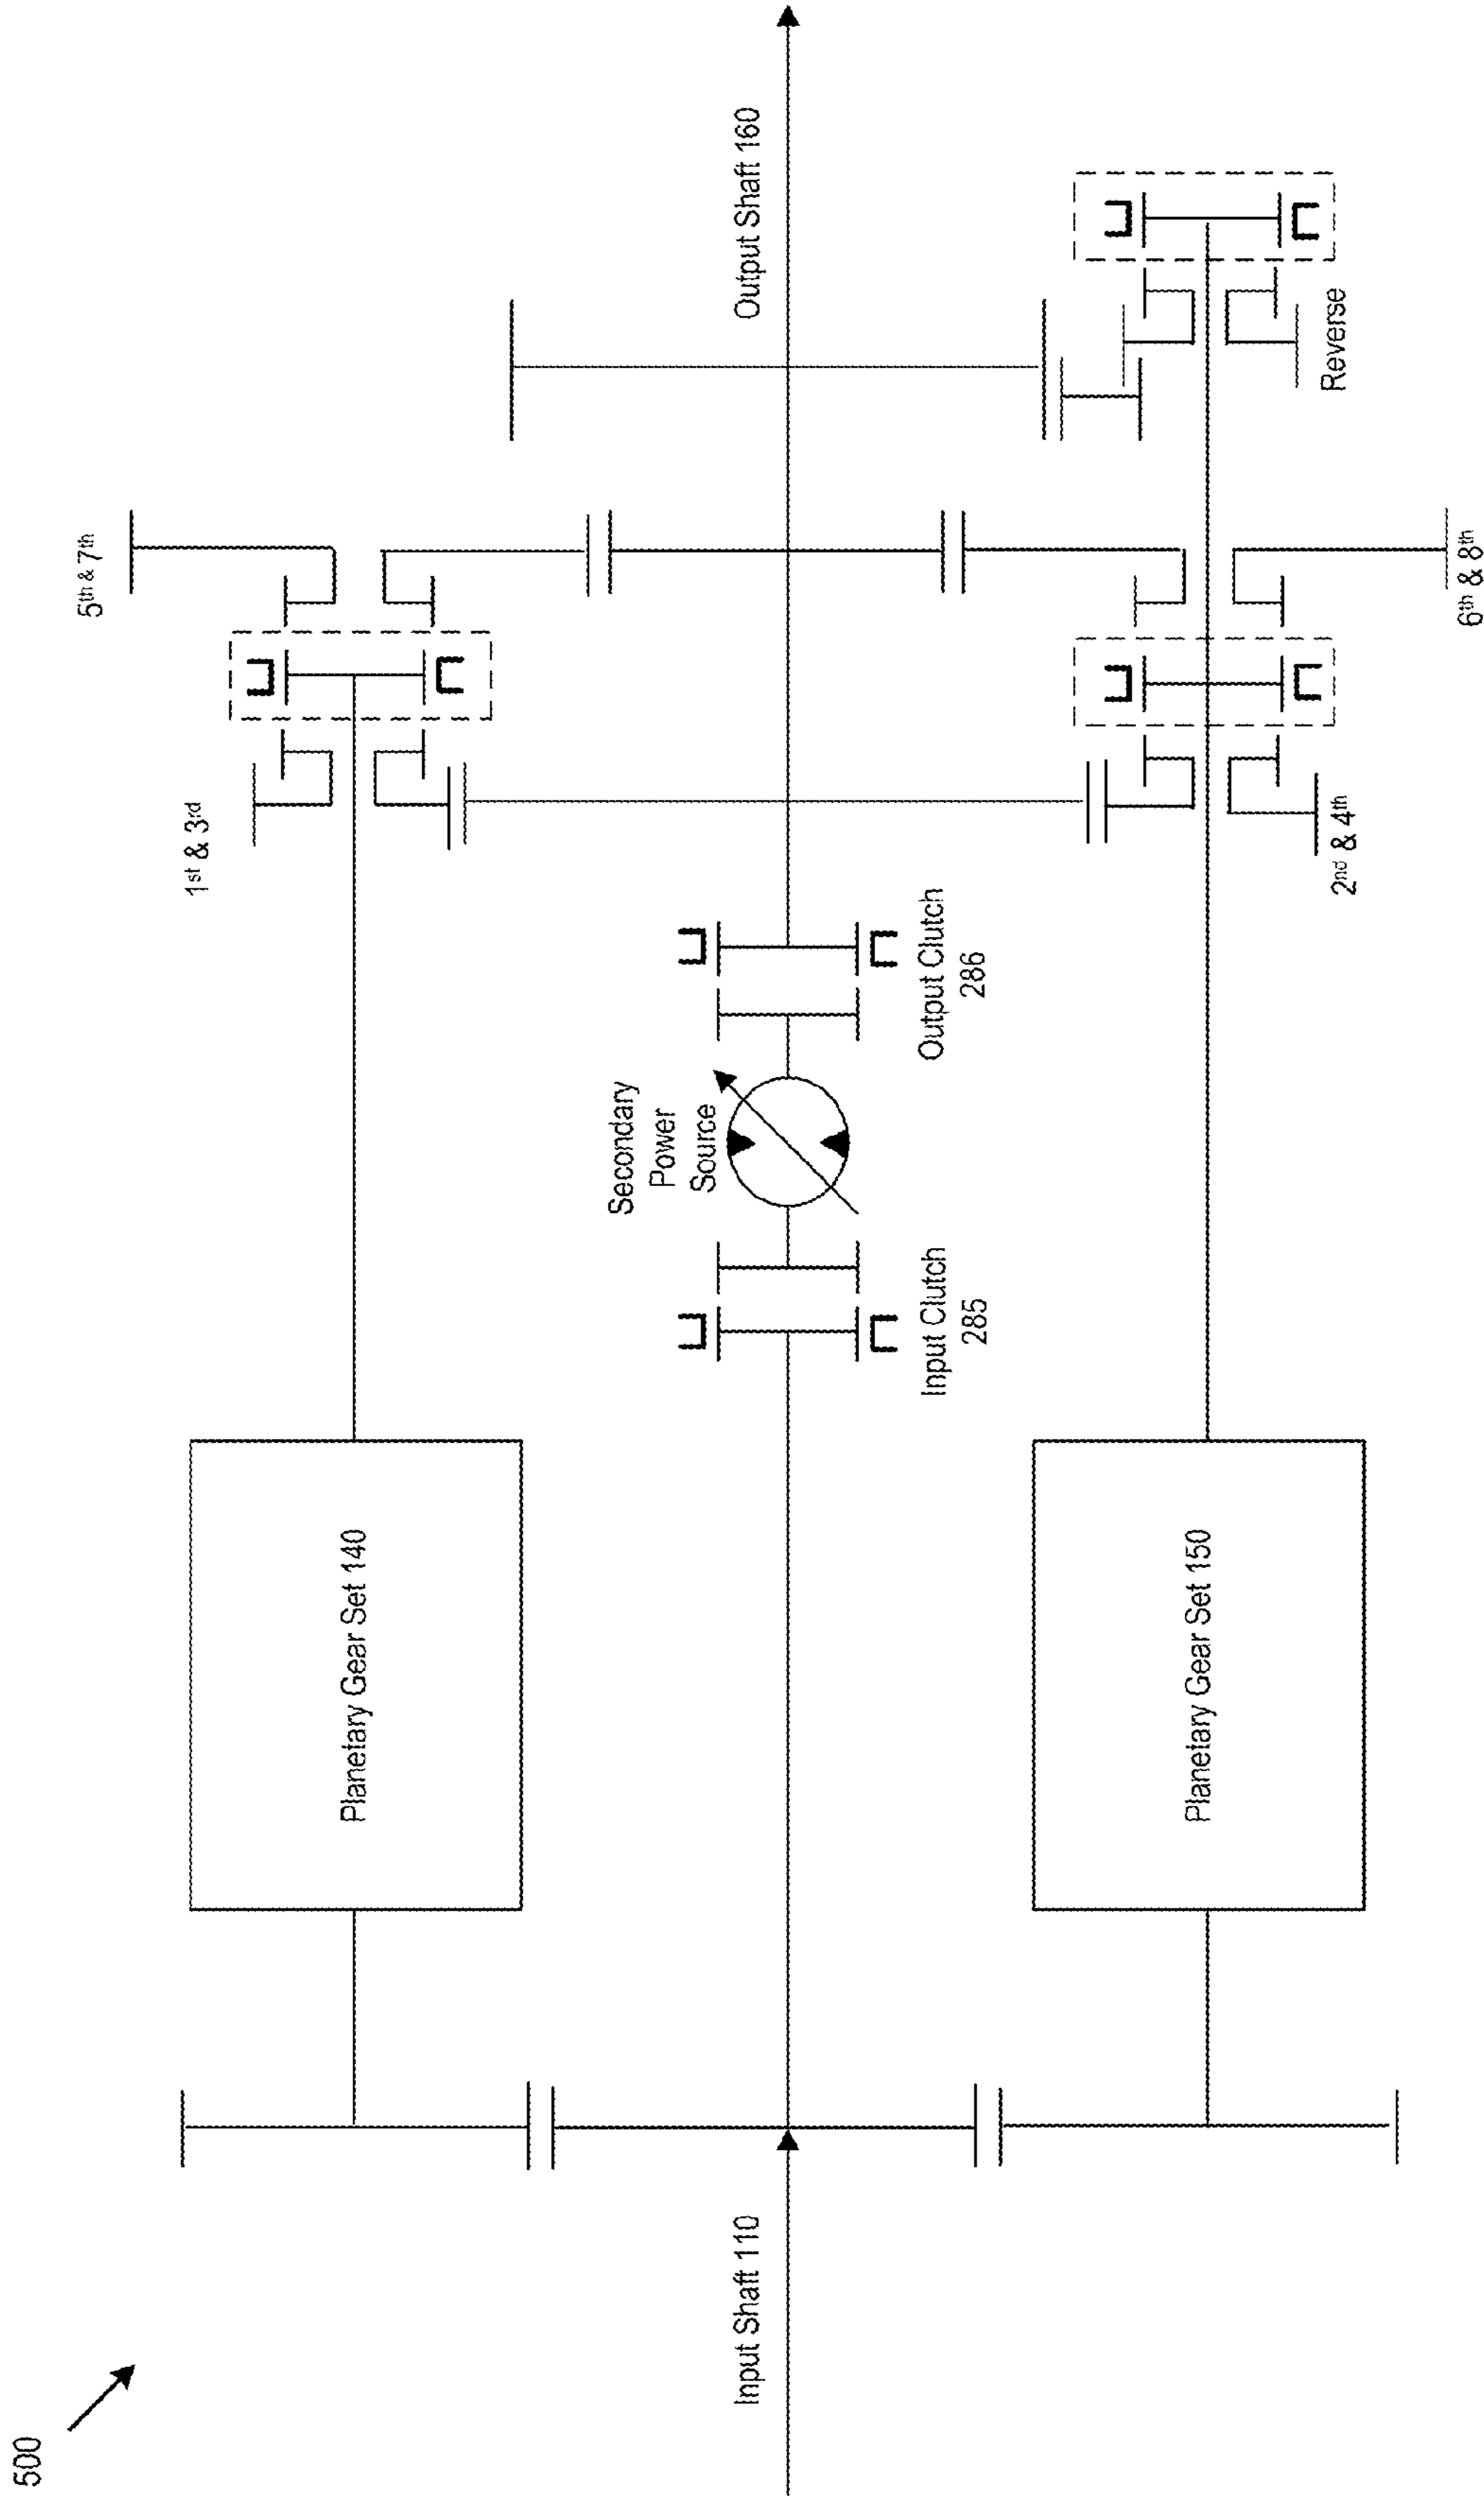 500
Input Shaft 110
Planetary Gear Set 140
Planetary Gear Set 150
Input Clutch
285
Secondary
Power
Source
Output Clutch
286
1st & 3rd
2nd & 4th
5th & 7th
6th & 8th
Reverse
Output Shaft 160